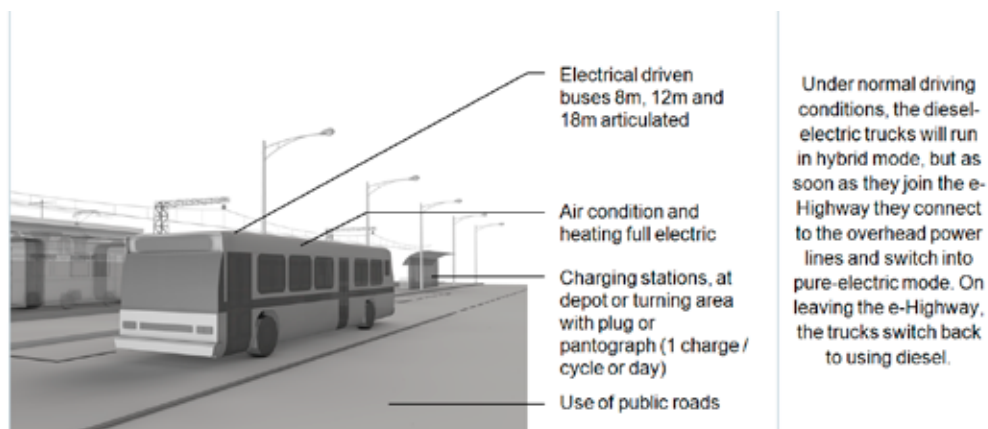 Electrical driven
buses 8m, 12m and
18m articulated
Air condition and
heating full electric
Charging stations, at
depot or turning area
with plug or
pantograph (1 charge /
cycle or day)
Use of public roads
Under normal driving
conditions, the diesel-
electric trucks will run
in hybrid mode, but as
soon as they join the e-
Highway they connect
to the overhead power
lines and switch into
pure-electric mode. On
leaving the e-Highway,
the trucks switch back
to using diesel.